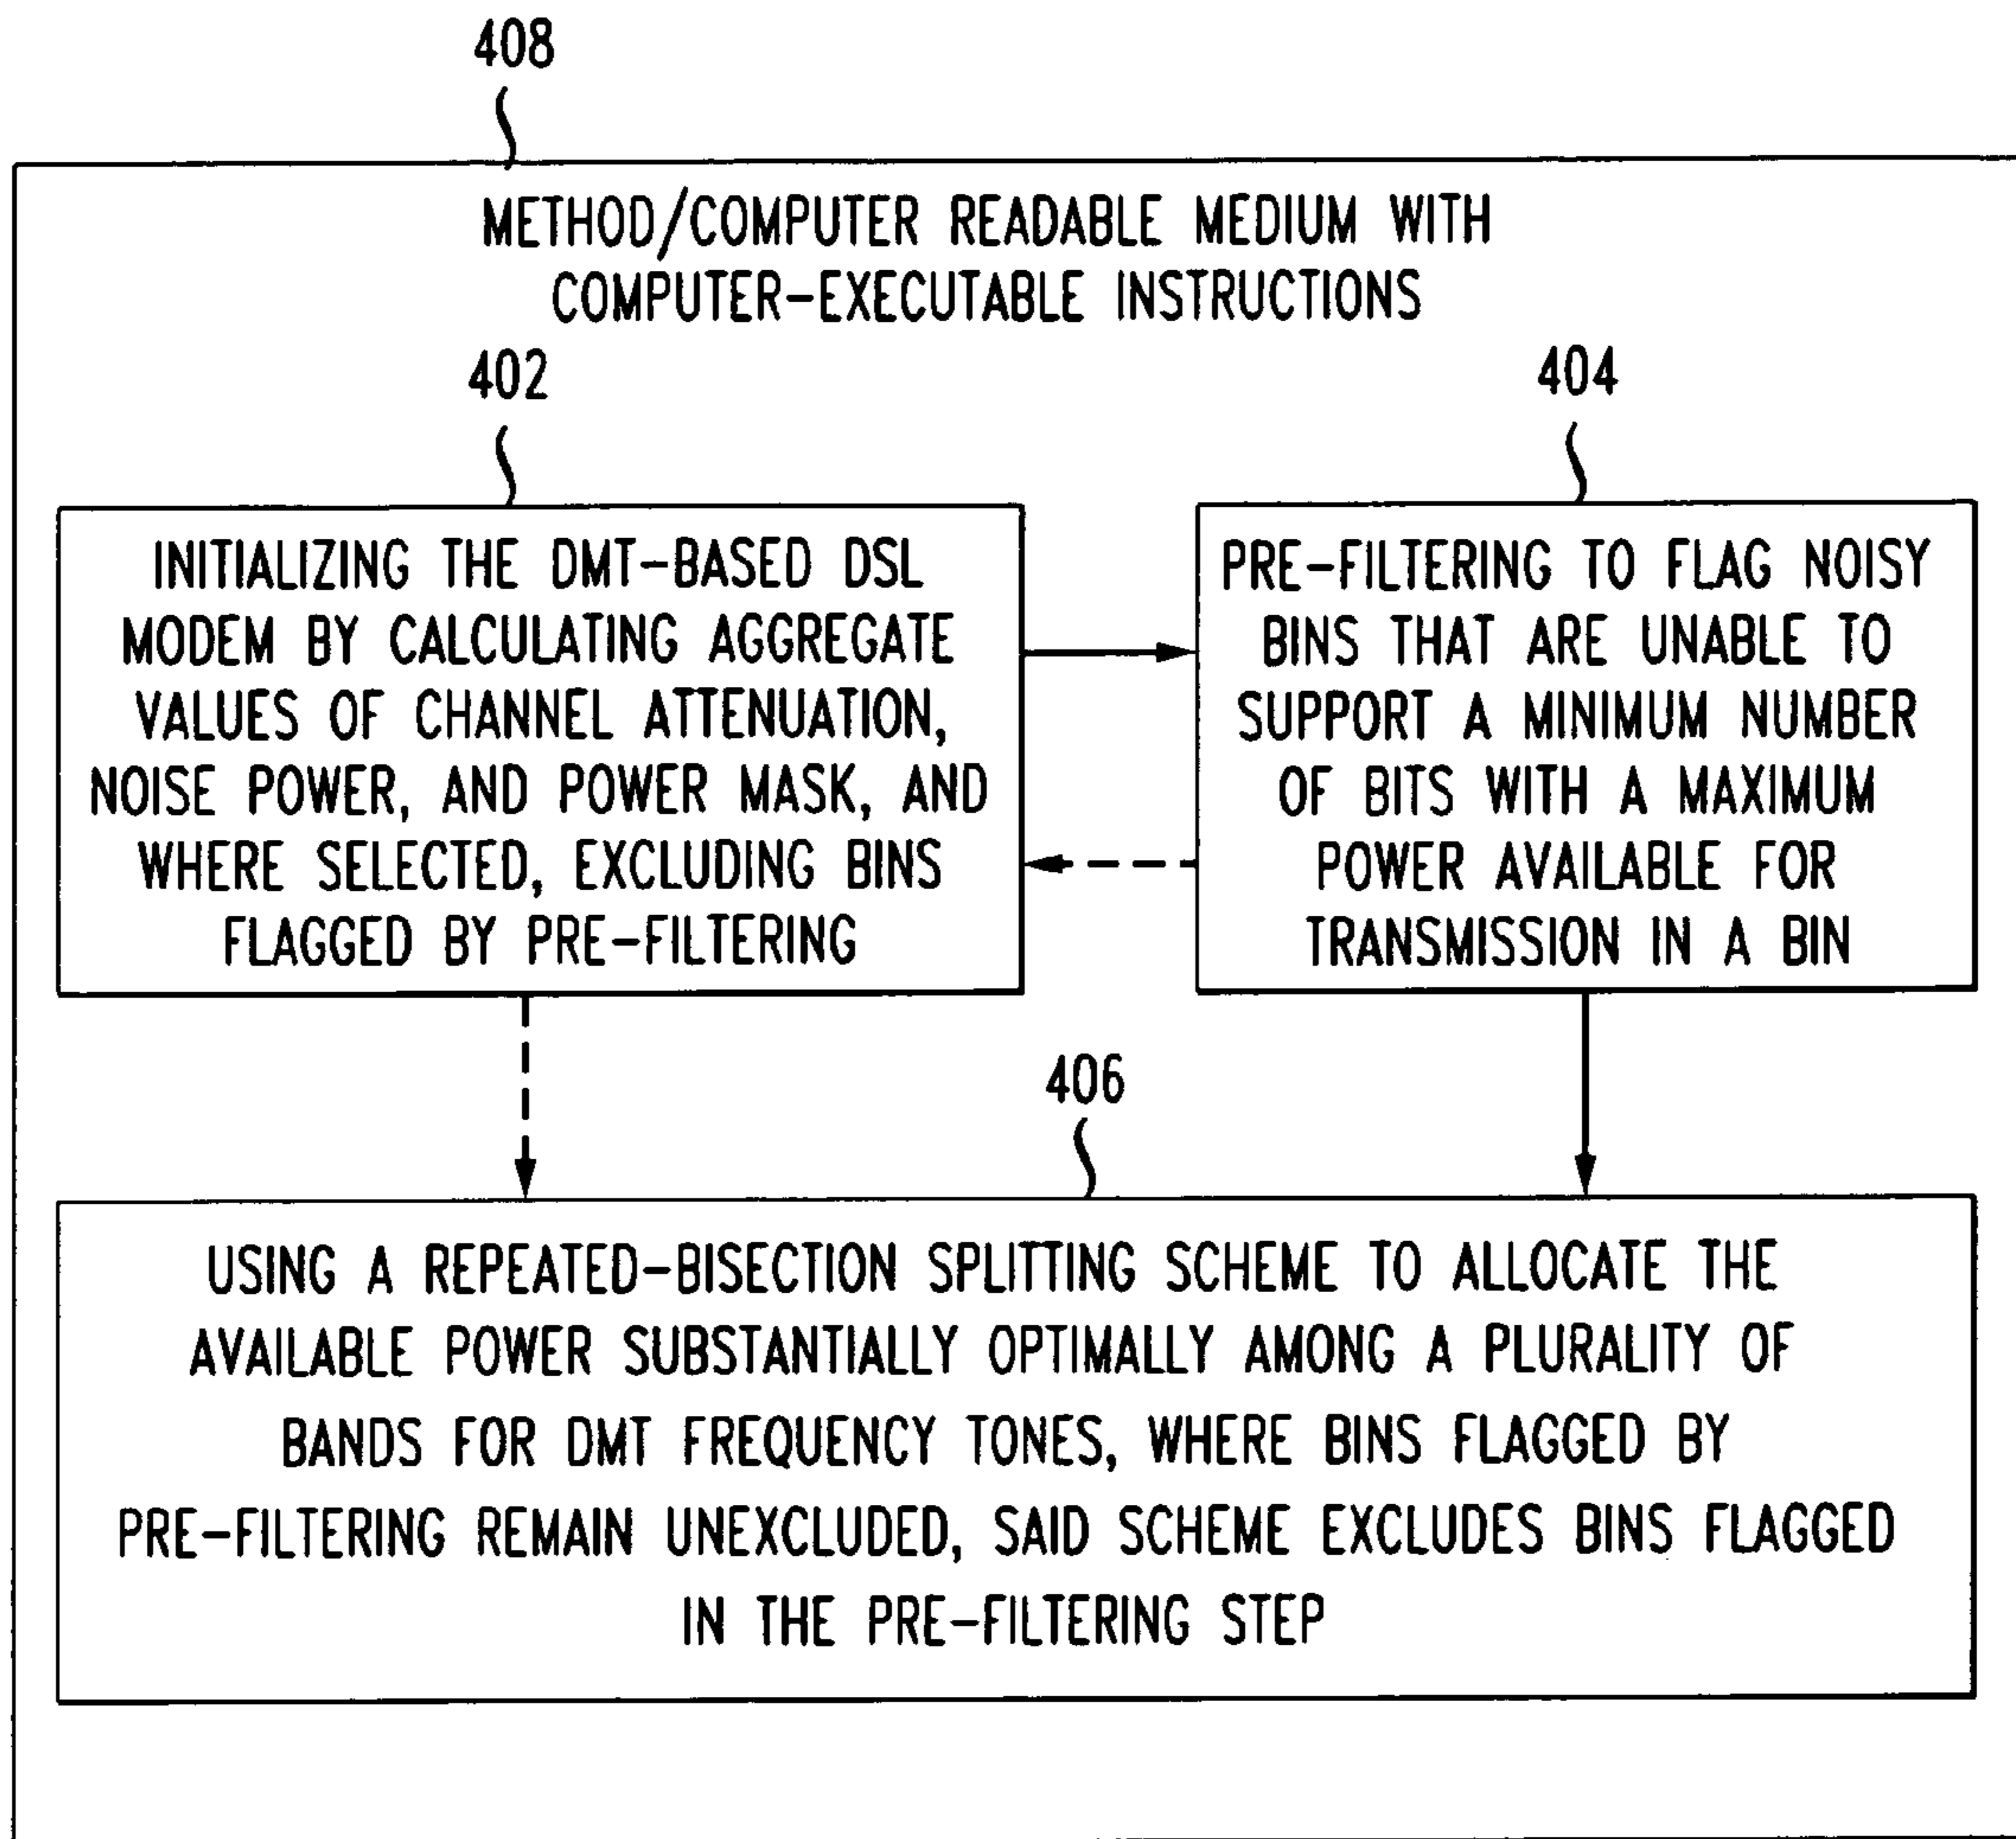 408
METHOD/COMPUTER READABLE MEDIUM WITH
COMPUTER-EXECUTABLE INSTRUCTIONS
402
INITIALIZING THE DMT-BASED DSL
MODEM BY CALCULATING AGGREGATE
VALUES OF CHANNEL ATTENUATION,
NOISE POWER, AND POWER MASK, AND
WHERE SELECTED, EXCLUDING BINS
FLAGGED BY PRE-FILTERING
404
PRE-FILTERING TO FLAG NOISY
BINS THAT ARE UNABLE TO
SUPPORT A MINIMUM NUMBER
OF BITS WITH A MAXIMUM
POWER AVAILABLE FOR
TRANSMISSION IN A BIN
406
USING A REPEATED-BISECTION SPLITTING SCHEME TO ALLOCATE THE
AVAILABLE POWER SUBSTANTIALLY OPTIMALLY AMONG A PLURALITY OF
BANDS FOR DMT FREQUENCY TONES, WHERE BINS FLAGGED BY
PRE-FILTERING REMAIN UNEXCLUDED, SAID SCHEME EXCLUDES BINS FLAGGED
IN THE PRE-FILTERING STEP